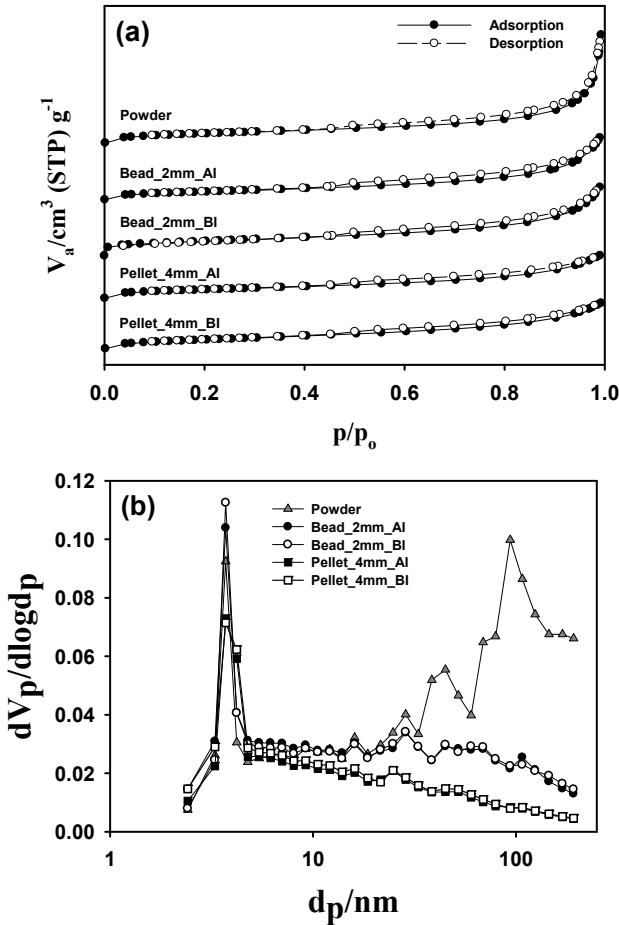 (a)
Adsorption
Desorption
Powder
Bead_2mm_AI
Bead_2mm_BI
Pellet_4mm_AI
Pellet_4mm_BI
Va/cm3 (STP) g-1
0.0 0.2 0.4 0.6 0.8 1.0
p/po
(b)
Powder
Bead_2mm_AI
Bead_2mm_BI
Pellet_4mm_AI
Pellet_4mm_BI
dVp/dlogdp
0.12
0.10
0.08
0.06
0.04
0.02
0.00
1 10 100
dp/nm